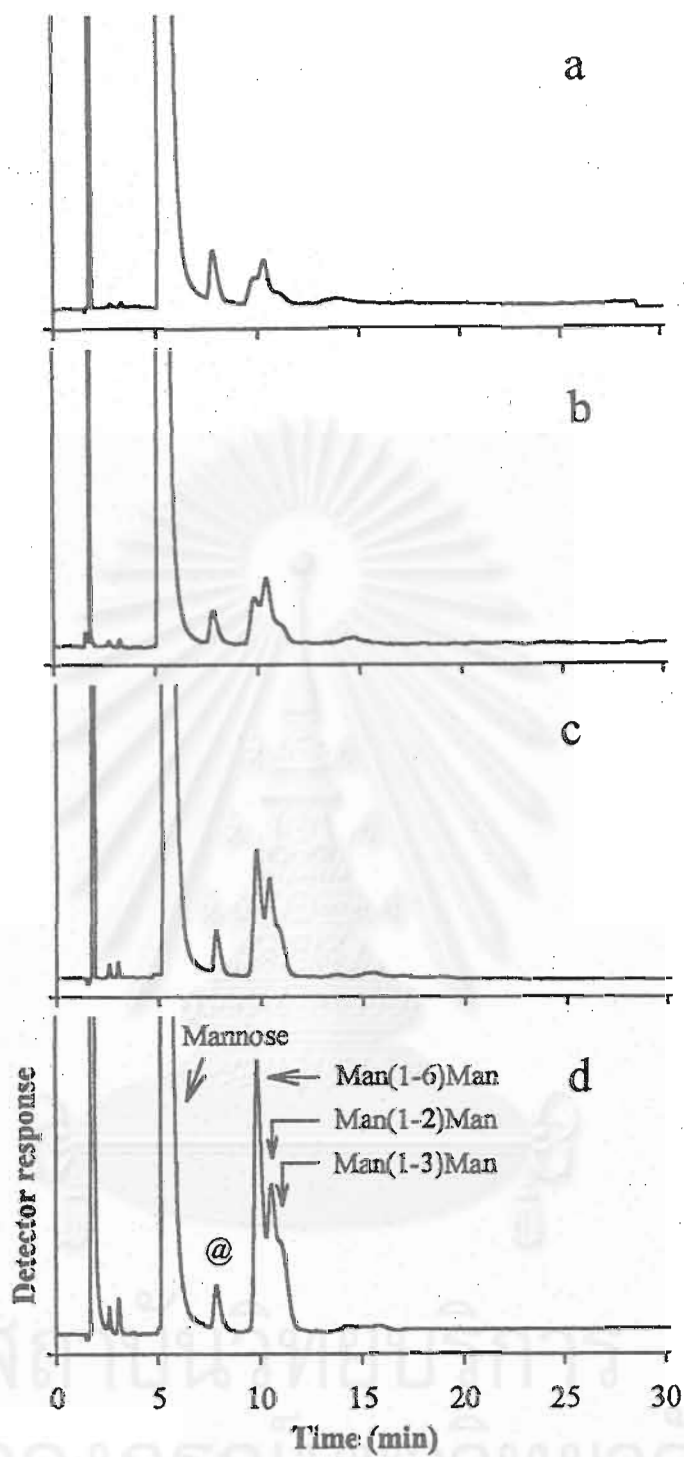 a
b
c
d
Mannose
Man(1-6)Man
Man(1-2)Man
Man(1-3)Man
@
Detector response
0 5 10 15 20 25 30
Time (min)